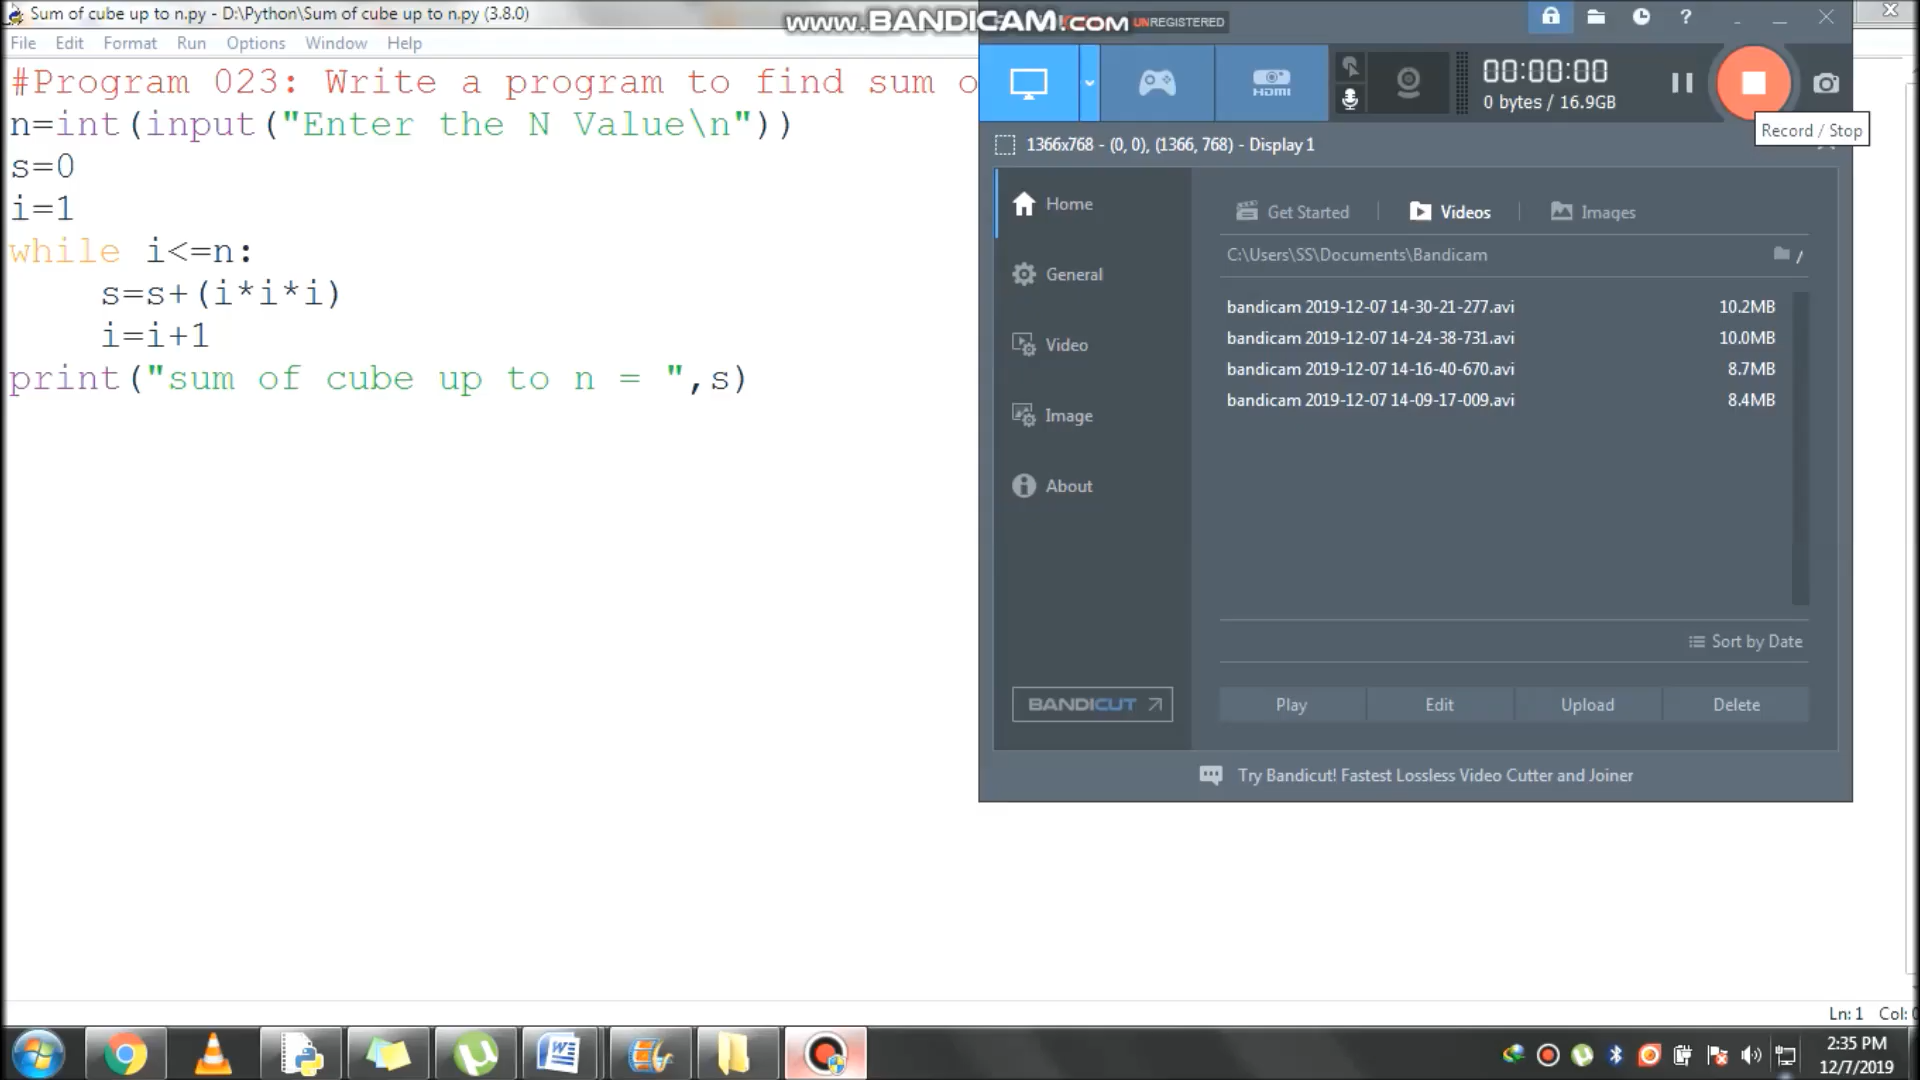 Sum of cube up to n.py - D:\Python\Sum of cube up to n.py (3.8.0)
File Edit Format Run Options Window Help
#Program 023: Write a program to find sum o
n=int(input("Enter the N Value\n"))
s=0
i=1
while i<=n:
s=s+(i*i*i)
i=i+1
print("sum of cube up to n = ",s)
www.BANDICAM.com UNREGISTERED
HDMI
00:00:00
0 bytes / 16.9GB
Record / Stop
1366x768 - (0, 0), (1366, 768) - Display 1
Home
General
Video
Image
About
BANDICUT
Get Started Videos Images
C:\Users\SS\Documents\Bandicam /
bandicam 2019-12-07 14-30-21-277.avi 10.2MB
bandicam 2019-12-07 14-24-38-731.avi 10.0MB
bandicam 2019-12-07 14-16-40-670.avi 8.7MB
bandicam 2019-12-07 14-09-17-009.avi 8.4MB
Sort by Date
Play Edit Upload Delete
Try Bandicut! Fastest Lossless Video Cutter and Joiner
Ln: 1 Col:
2:35 PM
12/7/2019